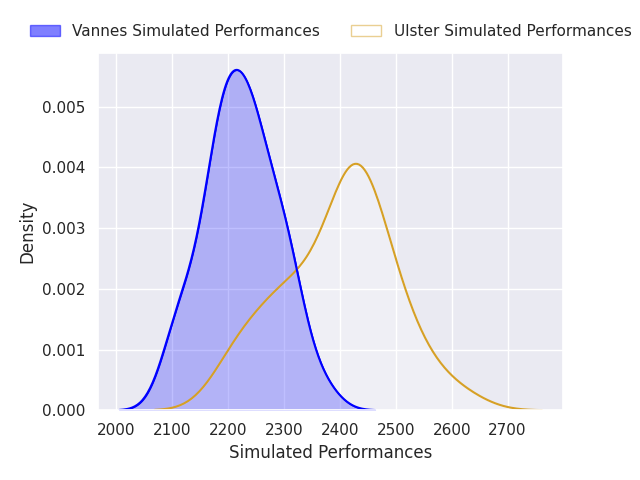 Vannes Simulated Performances
Ulster Simulated Performances
0.005
0.004
0.003
0.002
0.001
0.000
Density
2000 2100 2200 2300 2400 2500 2600 2700
Simulated Performances